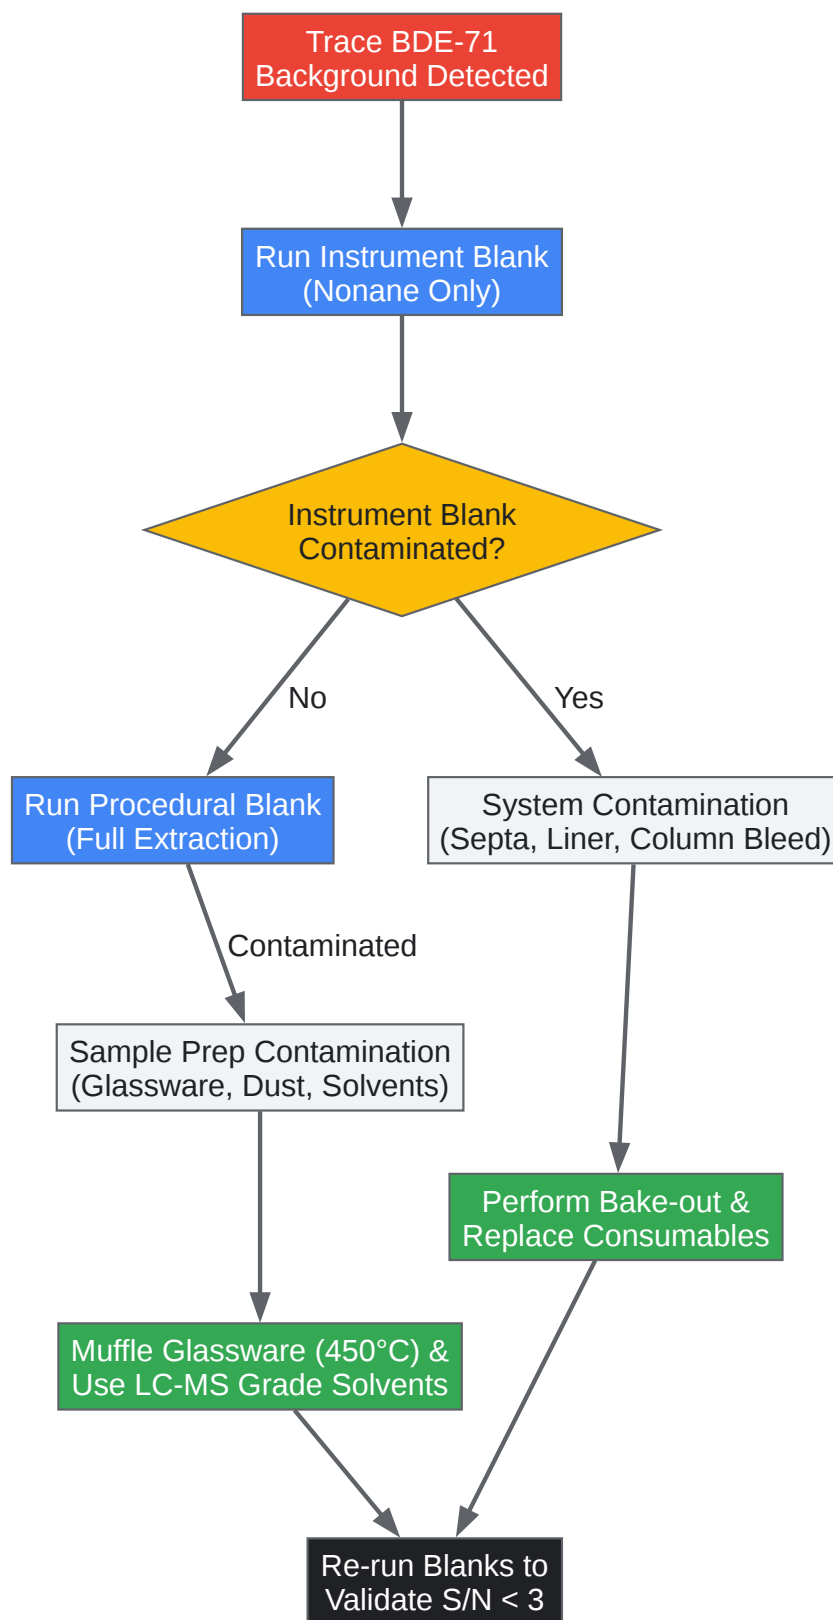 Trace BDE-71
Background Detected
Run Instrument Blank
(Nonane Only)
Instrument Blank
Contaminated?
No
Yes
Run Procedural Blank
(Full Extraction)
System Contamination
(Septa, Liner, Column Bleed)
Contaminated
Sample Prep Contamination
(Glassware, Dust, Solvents)
Perform Bake-out &
Replace Consumables
Muffle Glassware (450°C) &
Use LC-MS Grade Solvents
Re-run Blanks to
Validate S/N < 3